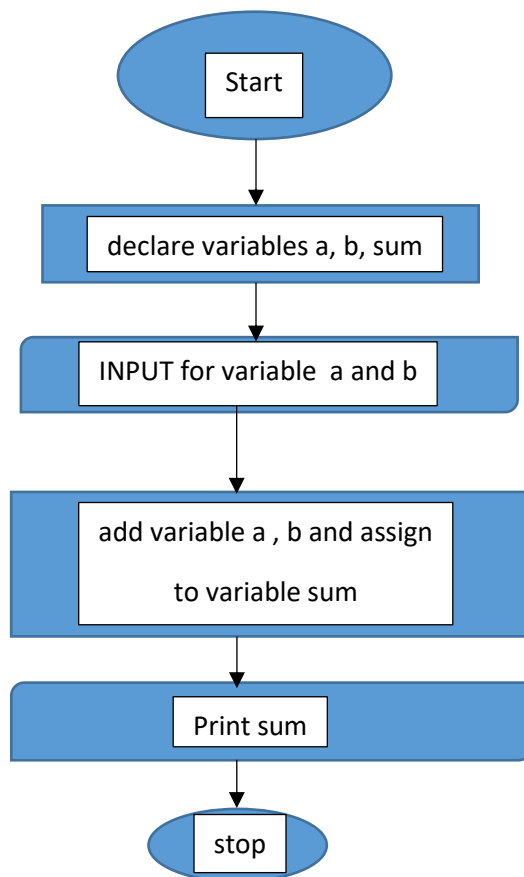 Start
declare variables a, b, sum
INPUT for variable  a and b
add variable a , b and assign
to variable sum
Print sum
stop